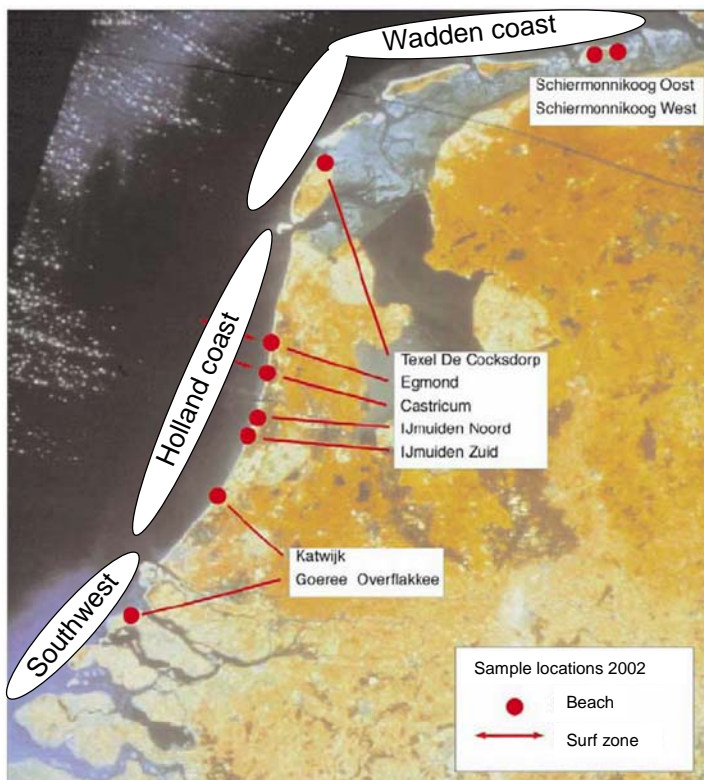 Wadden coast
Schiermonnikoog Oost
Schiermonnikoog West
Holland coast
Texel De Cocksdorp
Egmond
Castricum
IJmuiden Noord
IJmuiden Zuid
Katwijk
Goeree Overflakkee
Southwest
Sample locations 2002
Beach
Surf zone